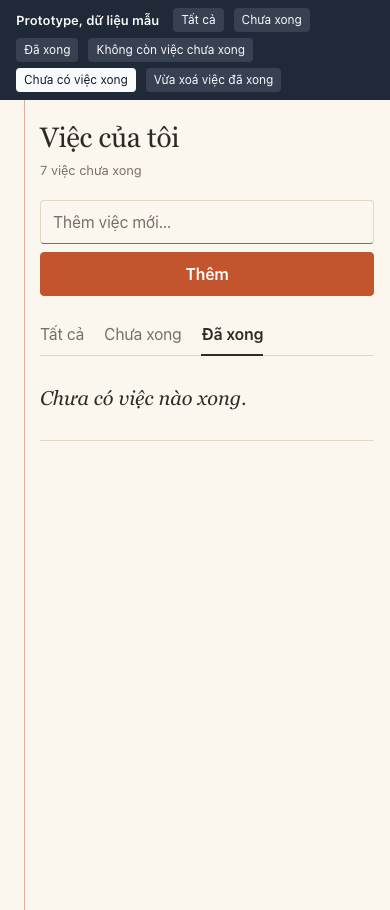 Prototype, dữ liệu mẫu Tất cả Chưa xong
Đã xong Không còn việc chưa xong
Chưa có việc xong Vừa xoá việc đã xong
Việc của tôi
7 việc chưa xong
Thêm việc mới...
Thêm
Tất cả Chưa xong Đã xong
Chưa có việc nào xong.